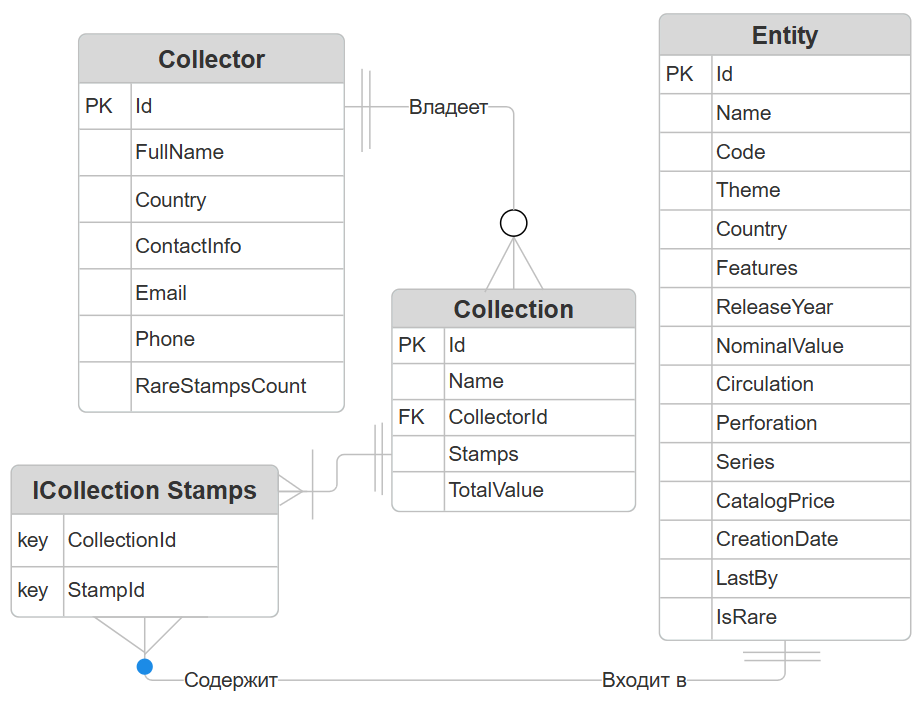 Collector
PK Id
FullName
Country
ContactInfo
Email
Phone
RareStampsCount
Владеет
Entity
PK Id
Name
Code
Theme
Country
Features
ReleaseYear
NominalValue
Circulation
Perforation
Series
CatalogPrice
CreationDate
LastBy
IsRare
Collection
PK Id
Name
FK CollectorId
Stamps
TotalValue
ICollection Stamps
key CollectionId
key StampId
Содержит
Входит в